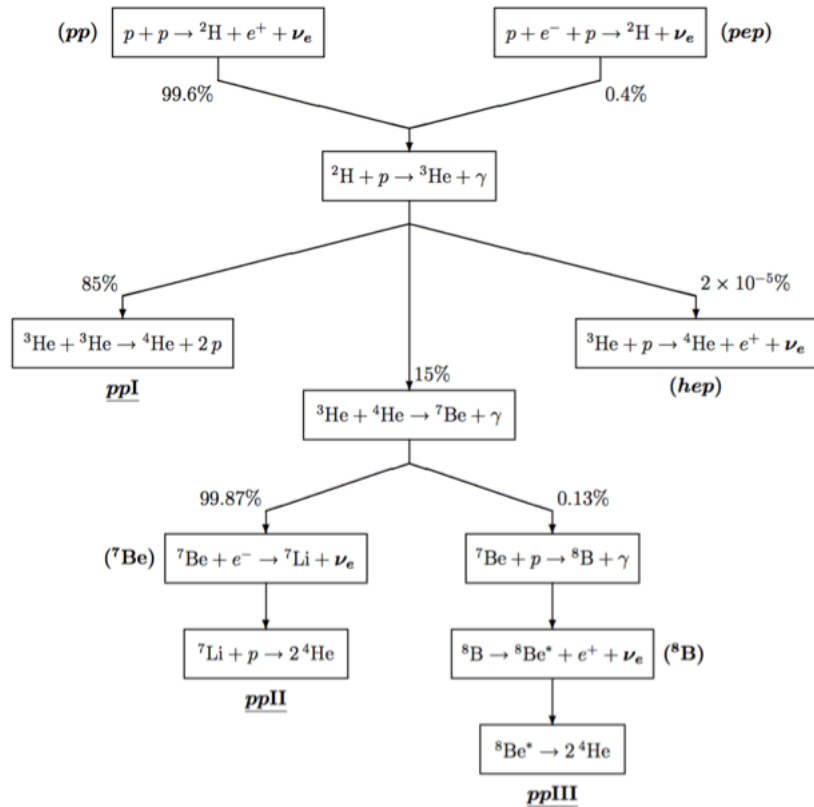 (pp) p + p → ²H + e⁺ + νₑ p + e⁻ + p → ²H + νₑ (pep)
99.6% 0.4%
²H + p → ³He + γ
85% 2 × 10⁻⁵%
³He + ³He → ⁴He + 2 p ³He + p → ⁴He + e⁺ + νₑ
ppI 15% (hep)
³He + ⁴He → ⁷Be + γ
99.87% 0.13%
(⁷Be) ⁷Be + e⁻ → ⁷Li + νₑ ⁷Be + p → ⁸B + γ
⁷Li + p → 2 ⁴He ⁸B → ⁸Be* + e⁺ + νₑ (⁸B)
ppII
⁸Be* → 2 ⁴He
ppIII